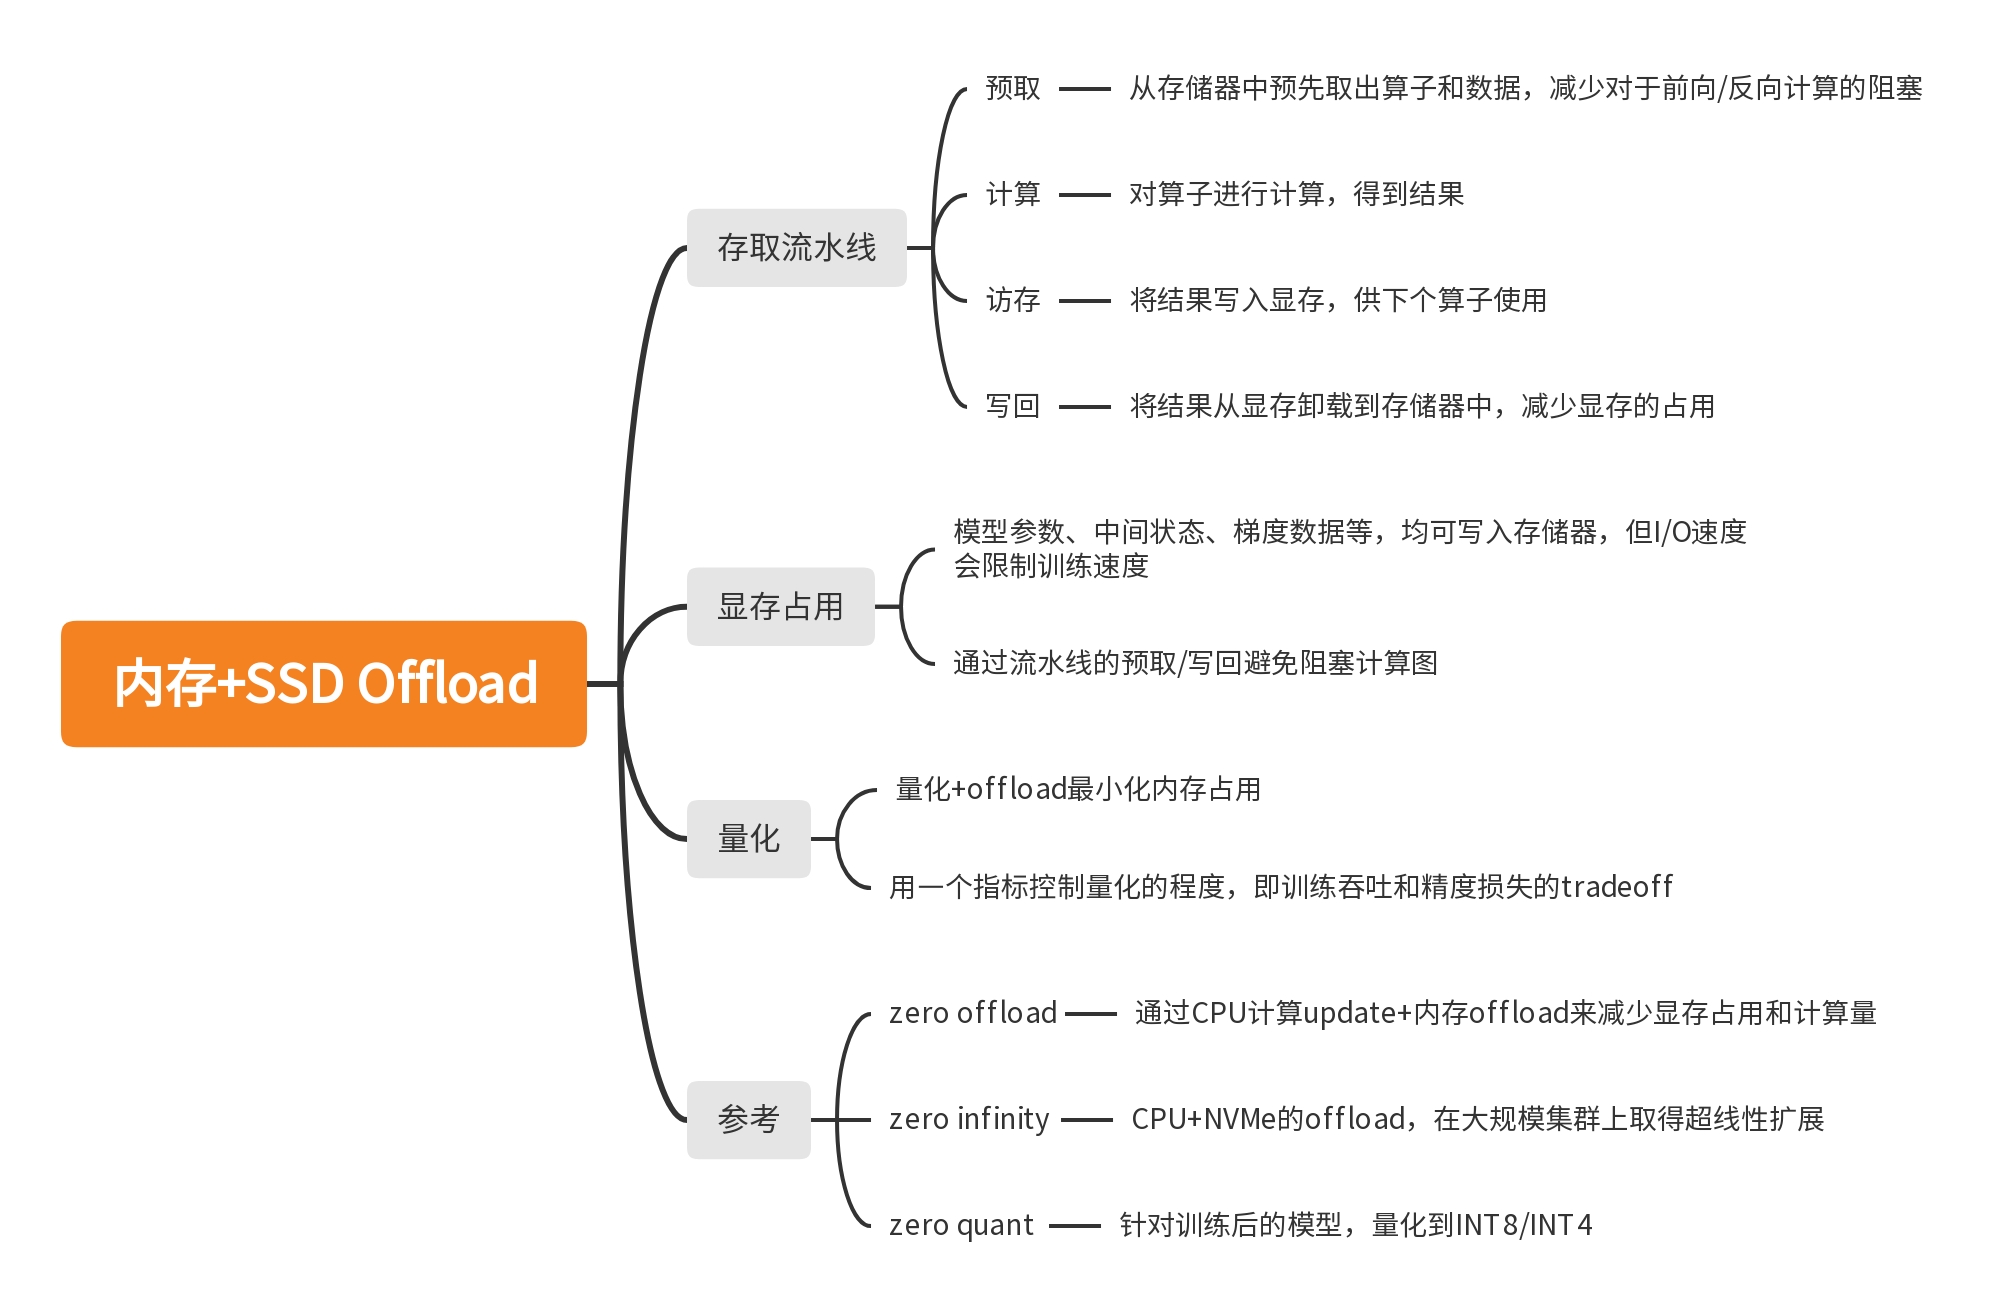 内存+SSD Offload
存取流水线
预取
从存储器中预先取出算子和数据，减少对于前向/反向计算的阻塞
计算
对算子进行计算，得到结果
访存
将结果写入显存，供下个算子使用
写回
将结果从显存卸载到存储器中，减少显存的占用
显存占用
模型参数、中间状态、梯度数据等，均可写入存储器，但I/O速度
会限制训练速度
通过流水线的预取/写回避免阻塞计算图
量化
量化+offload最小化内存占用
用一个指标控制量化的程度，即训练吞吐和精度损失的tradeoff
参考
zero offload
通过CPU计算update+内存offload来减少显存占用和计算量
zero infinity
CPU+NVMe的offload，在大规模集群上取得超线性扩展
zero quant
针对训练后的模型，量化到INT8/INT4